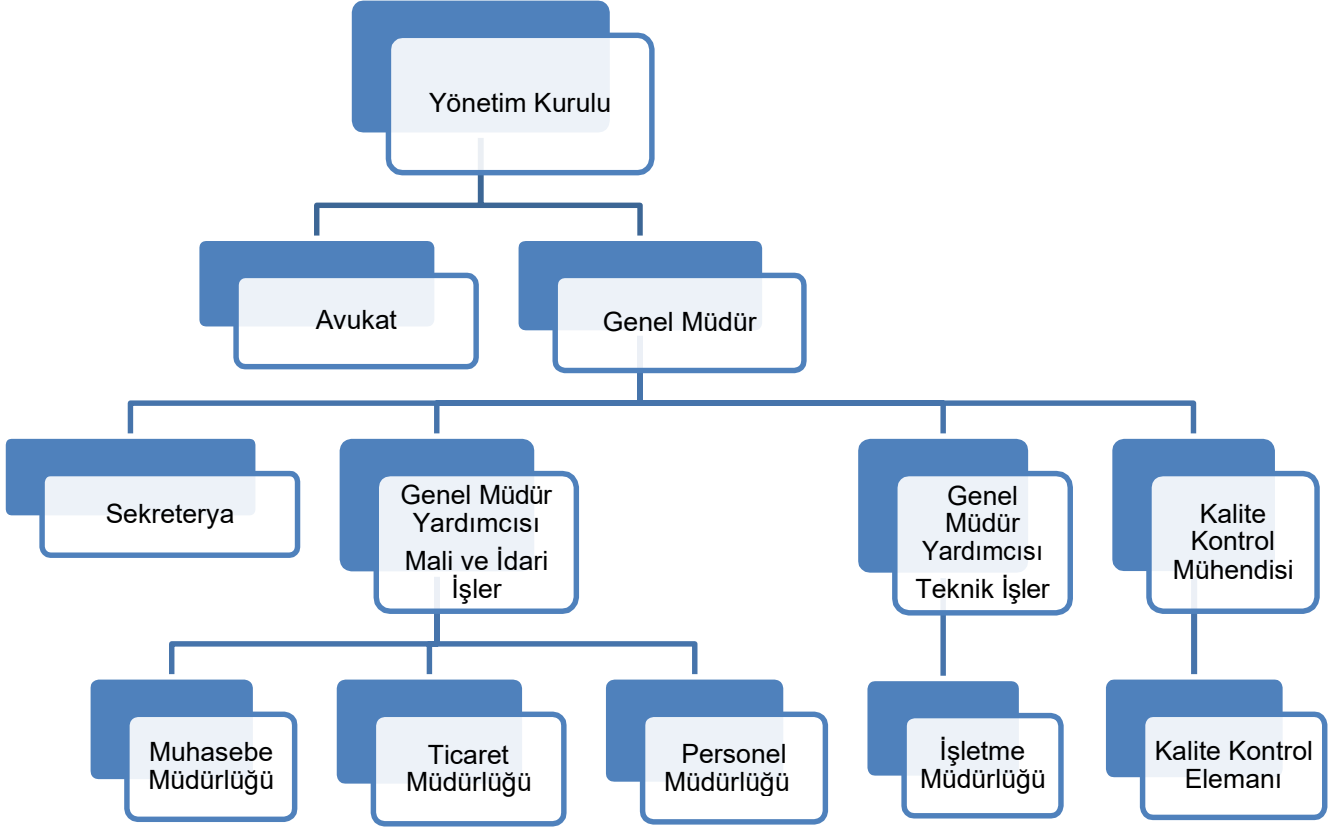 Yönetim Kurulu
Avukat
Genel Müdür
Sekreterya
Genel Müdür
Yardımcısı
Mali ve İdari
İşler
Genel
Müdür
Yardımcısı
Teknik İşler
Kalite
Kontrol
Mühendisi
Muhasebe
Müdürlüğü
Ticaret
Müdürlüğü
Personel
Müdürlüğü
İşletme
Müdürlüğü
Kalite Kontrol
Elemanı